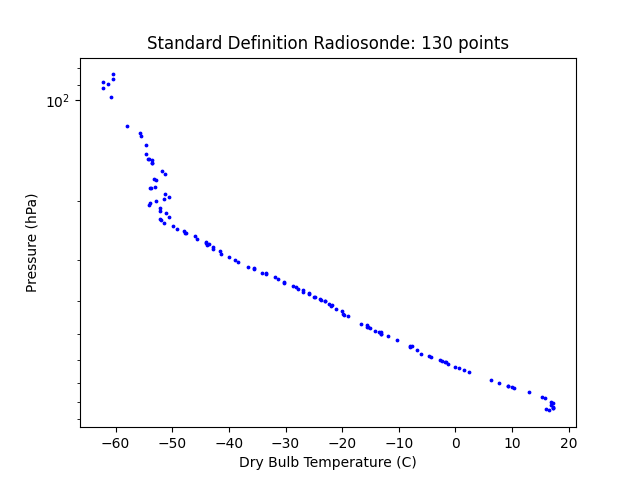 Standard Definition Radiosonde: 130 points
10²
Pressure (hPa)
−60 −50 −40 −30 −20 −10 0 10 20
Dry Bulb Temperature (C)